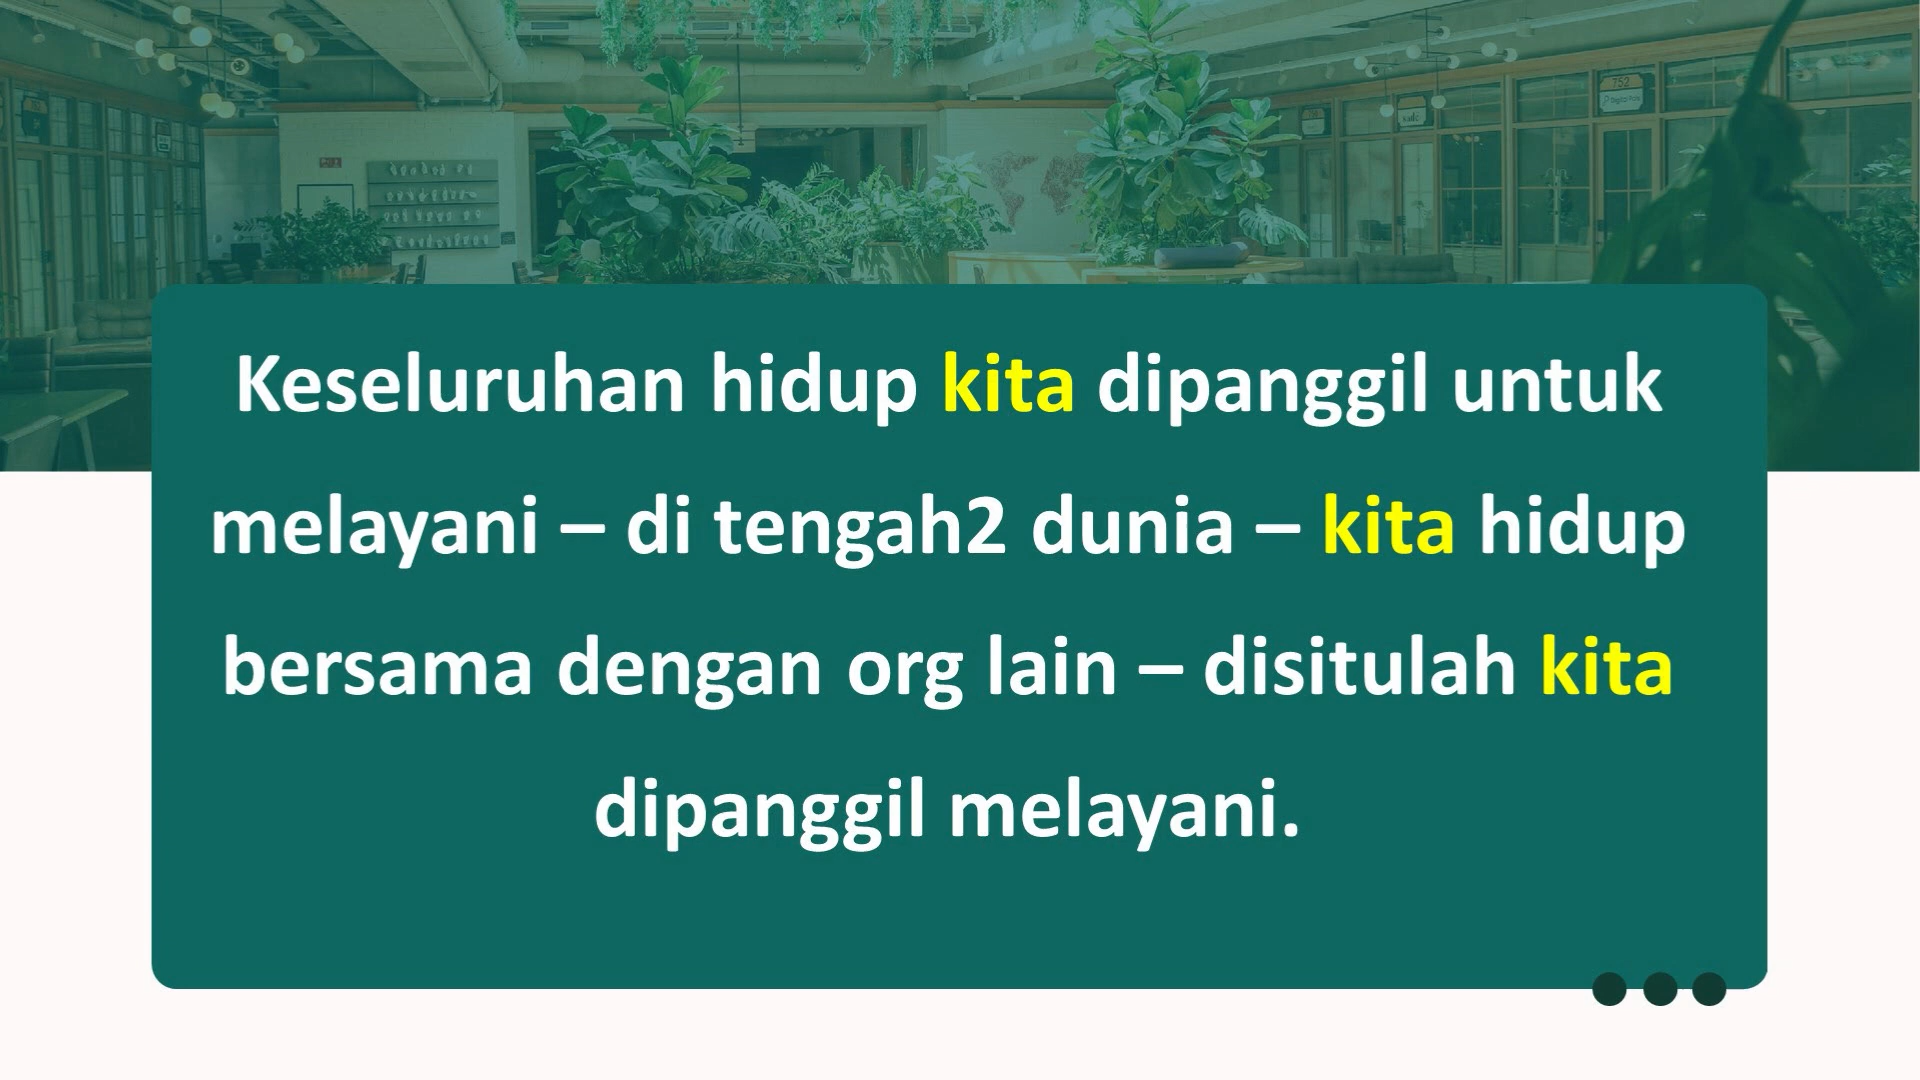 Keseluruhan hidup kita dipanggil untuk
melayani – di tengah2 dunia – kita hidup
bersama dengan org lain – disitulah kita
dipanggil melayani.
752